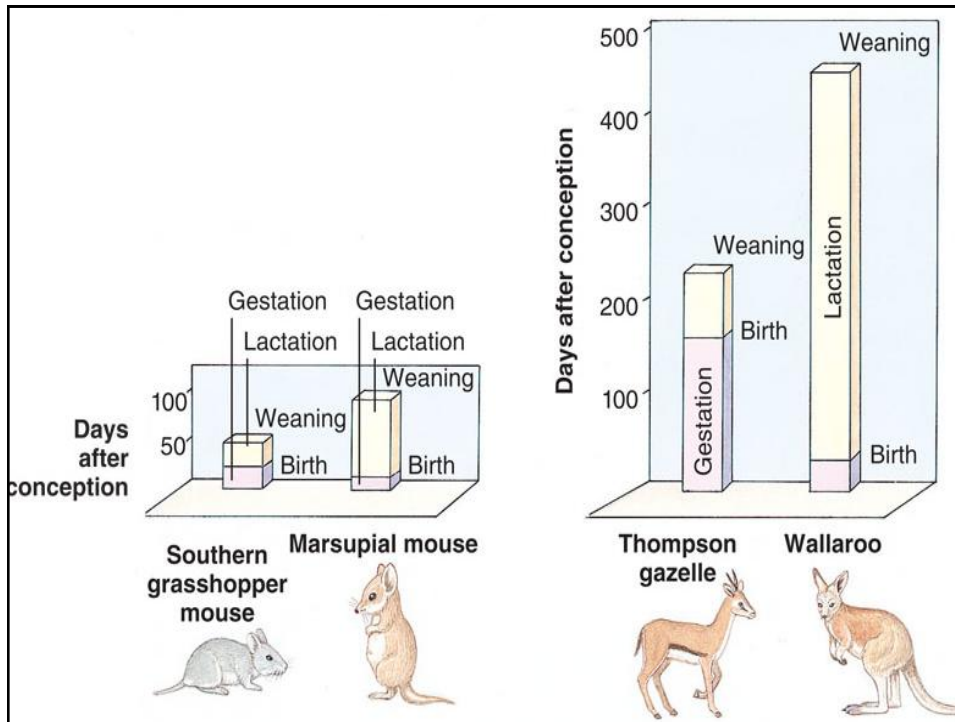 Gestation
Gestation
Lactation
Lactation
Weaning
Weaning
100
50
Days
after
conception
Birth
Birth
Southern
grasshopper
mouse
Marsupial mouse
500
400
300
200
100
Days after conception
Weaning
Weaning
Lactation
Birth
Gestation
Birth
Thompson
gazelle
Wallaroo